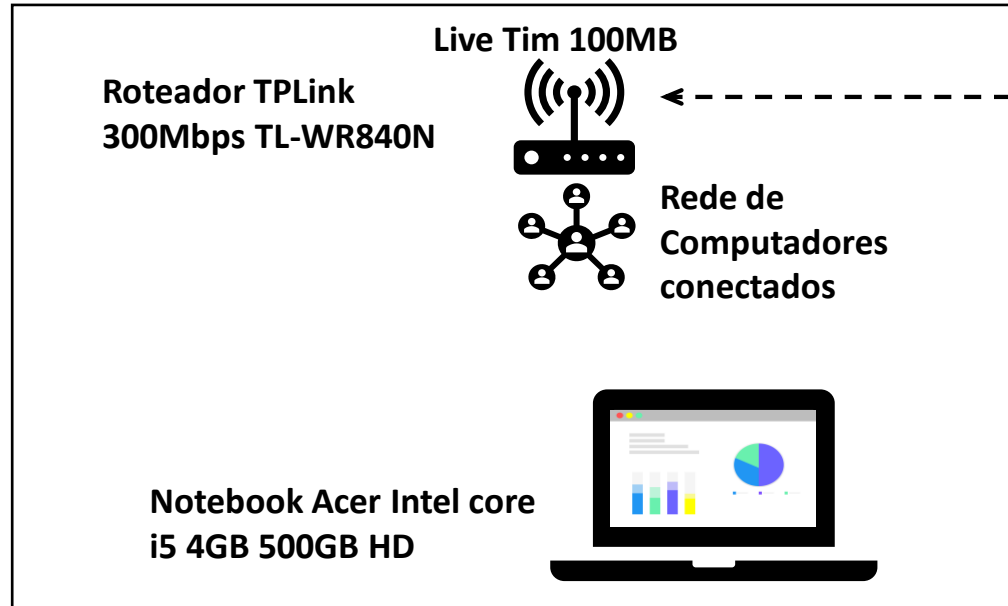 Live Tim 100MB
Roteador TPLink
300Mbps TL-WR840N
Rede de
Computadores
conectados
Notebook Acer Intel core
i5 4GB 500GB HD